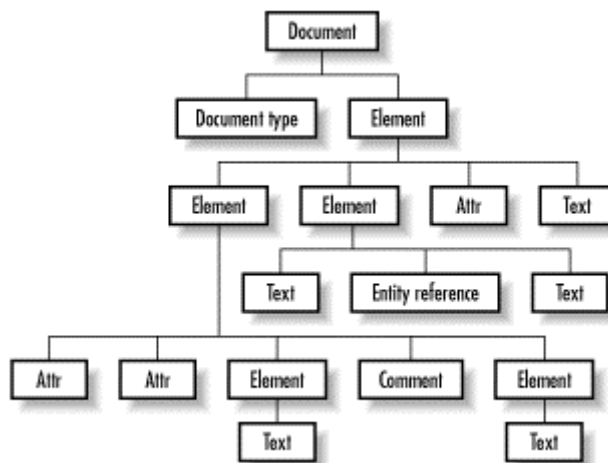 Document
Document type
Element
Element
Element
Attr
Text
Text
Entity reference
Text
Attr
Attr
Element
Comment
Element
Text
Text